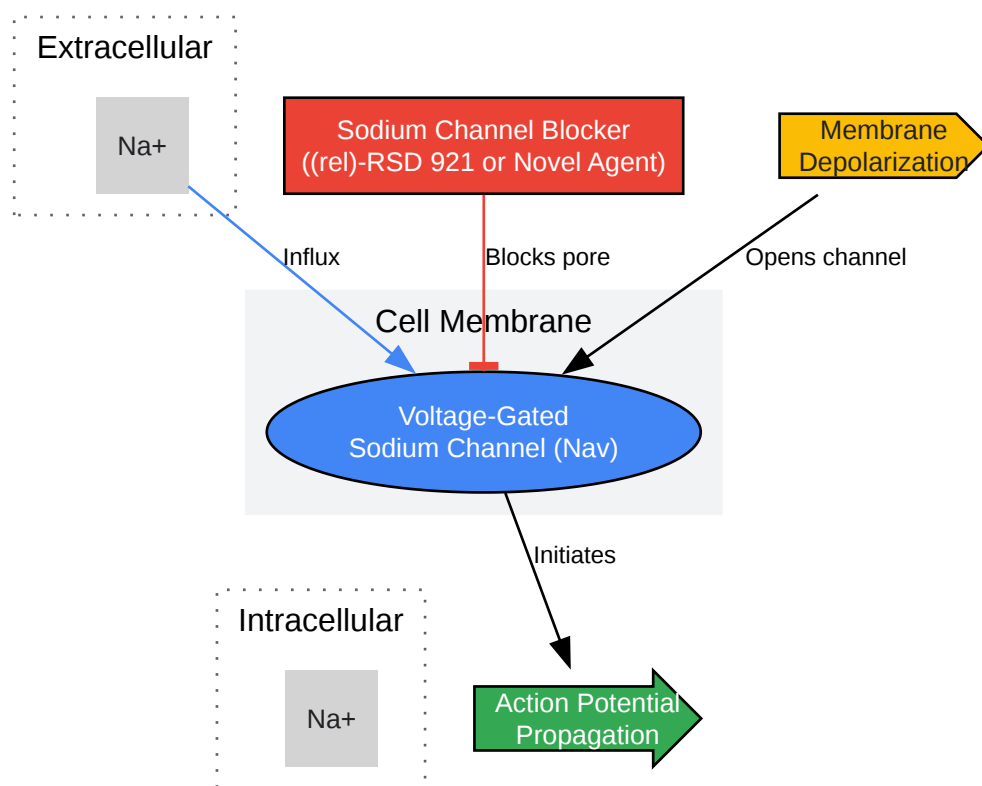 Extracellular
Na+
Sodium Channel Blocker
((rel)-RSD 921 or Novel Agent)
Membrane
Depolarization
Influx
Blocks pore
Opens channel
Cell Membrane
Voltage-Gated
Sodium Channel (Nav)
Initiates
Intracellular
Na+
Action Potential
Propagation